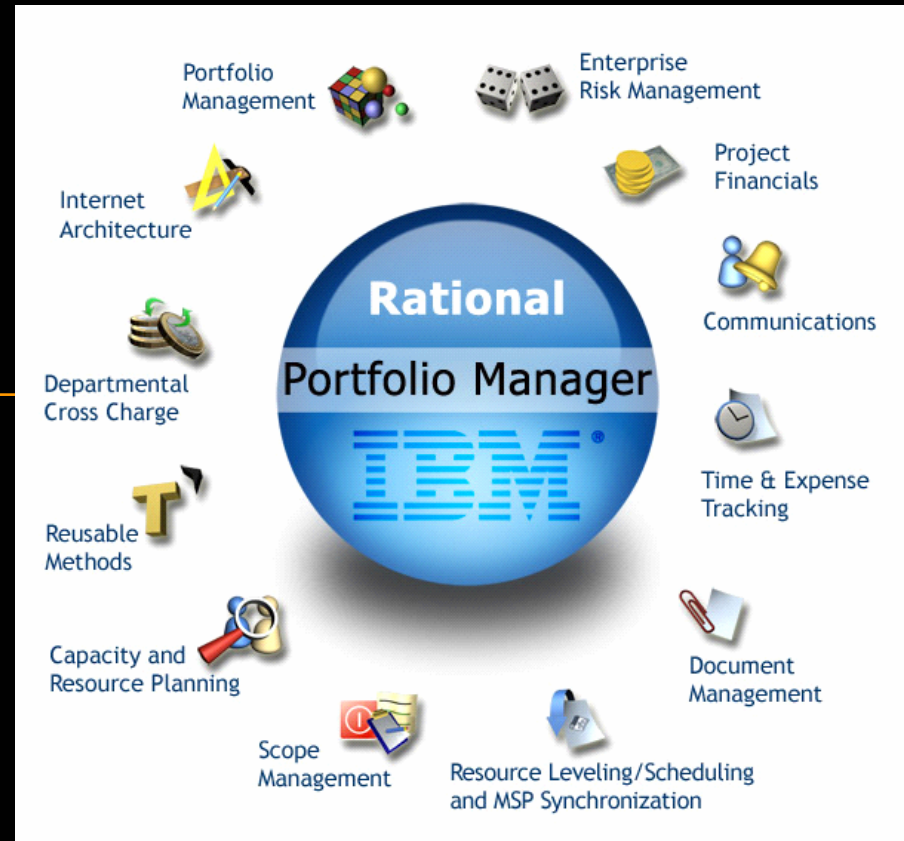 Portfolio
Management
Enterprise
Risk Management
Project
Financials
Internet
Architecture
Communications
Rational
Portfolio Manager
IBM®
Departmental
Cross Charge
Time & Expense
Tracking
Reusable
Methods
T
Capacity and
Resource Planning
Document
Management
Scope
Management
Resource Leveling/Scheduling
and MSP Synchronization